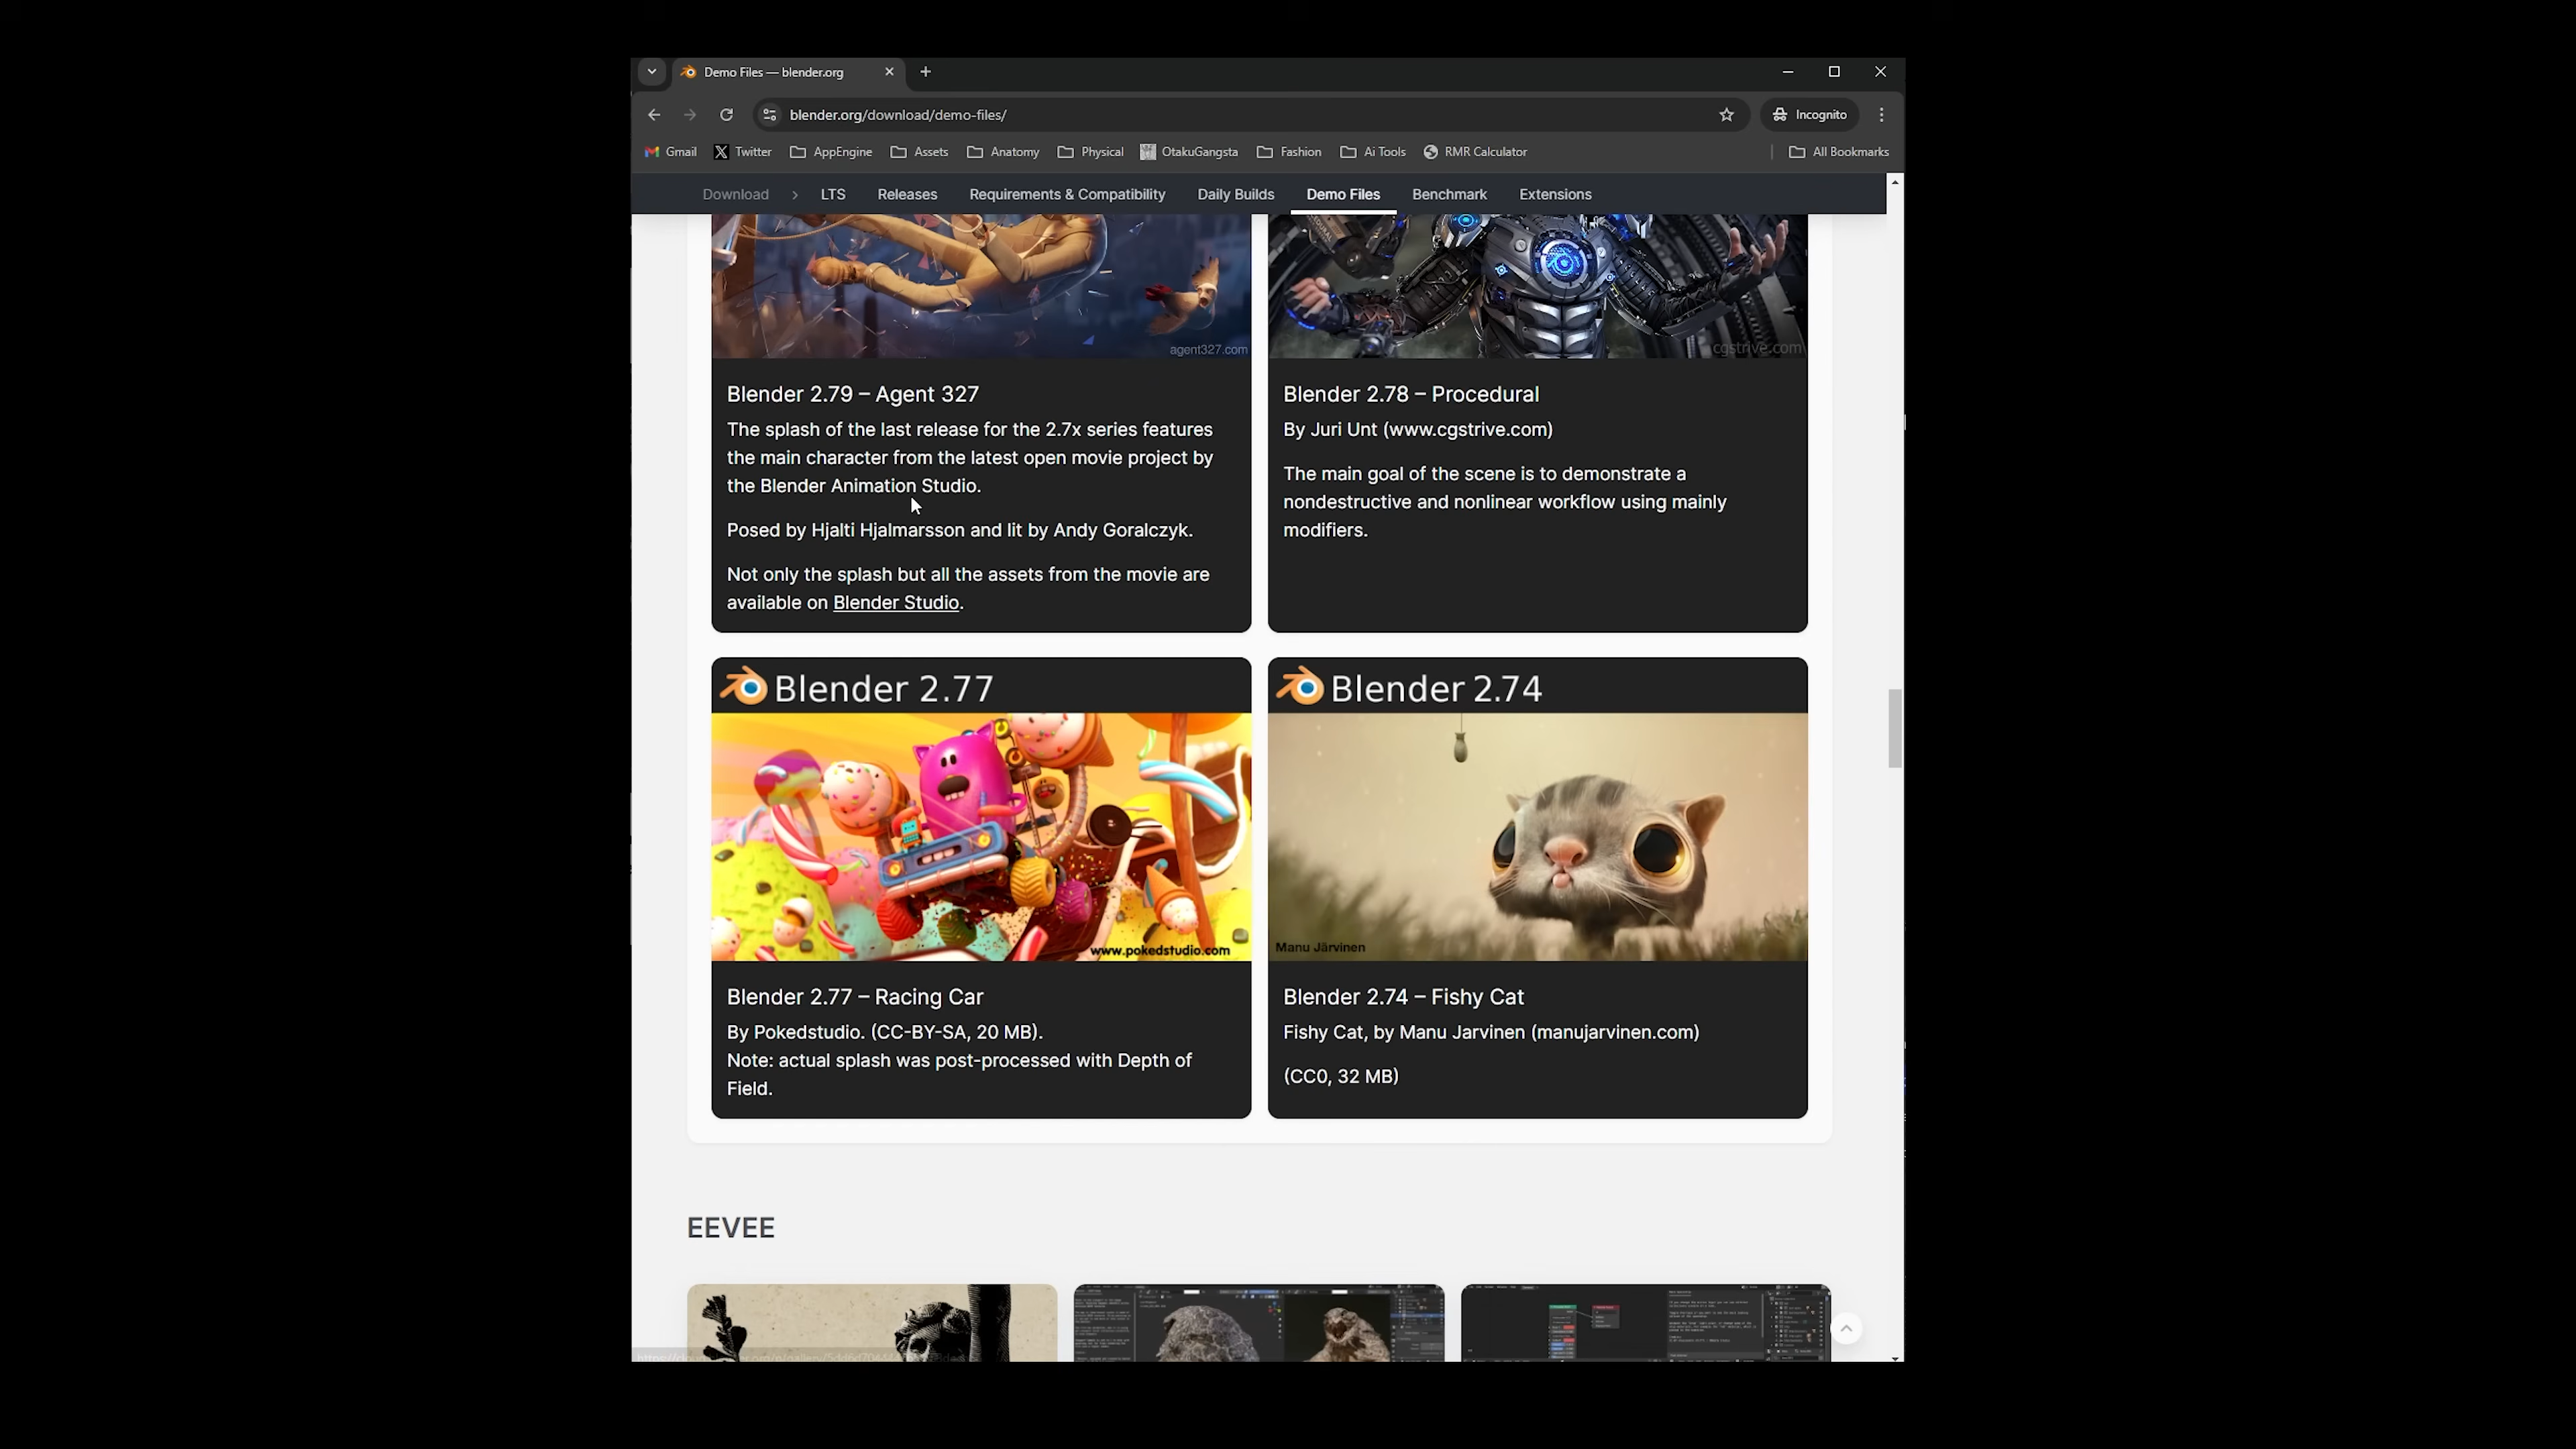 Demo Files — blender.org
blender.org/download/demo-files/
Incognito
Gmail Twitter AppEngine Assets Anatomy Physical OtakuGangsta Fashion Ai Tools RMR Calculator All Bookmarks
Download > LTS Releases Requirements & Compatibility Daily Builds Demo Files Benchmark Extensions
agent327.com
cgstrive.com
Blender 2.79 – Agent 327
The splash of the last release for the 2.7x series features
the main character from the latest open movie project by
the Blender Animation Studio.
Posed by Hjalti Hjalmarsson and lit by Andy Goralczyk.
Not only the splash but all the assets from the movie are
available on Blender Studio.
Blender 2.78 – Procedural
By Juri Unt (www.cgstrive.com)
The main goal of the scene is to demonstrate a
nondestructive and nonlinear workflow using mainly
modifiers.
Blender 2.77
www.pokedstudio.com
Blender 2.77 – Racing Car
By Pokedstudio. (CC-BY-SA, 20 MB).
Note: actual splash was post-processed with Depth of
Field.
Blender 2.74
Manu Järvinen
Blender 2.74 – Fishy Cat
Fishy Cat, by Manu Jarvinen (manujarvinen.com)
(CC0, 32 MB)
EEVEE